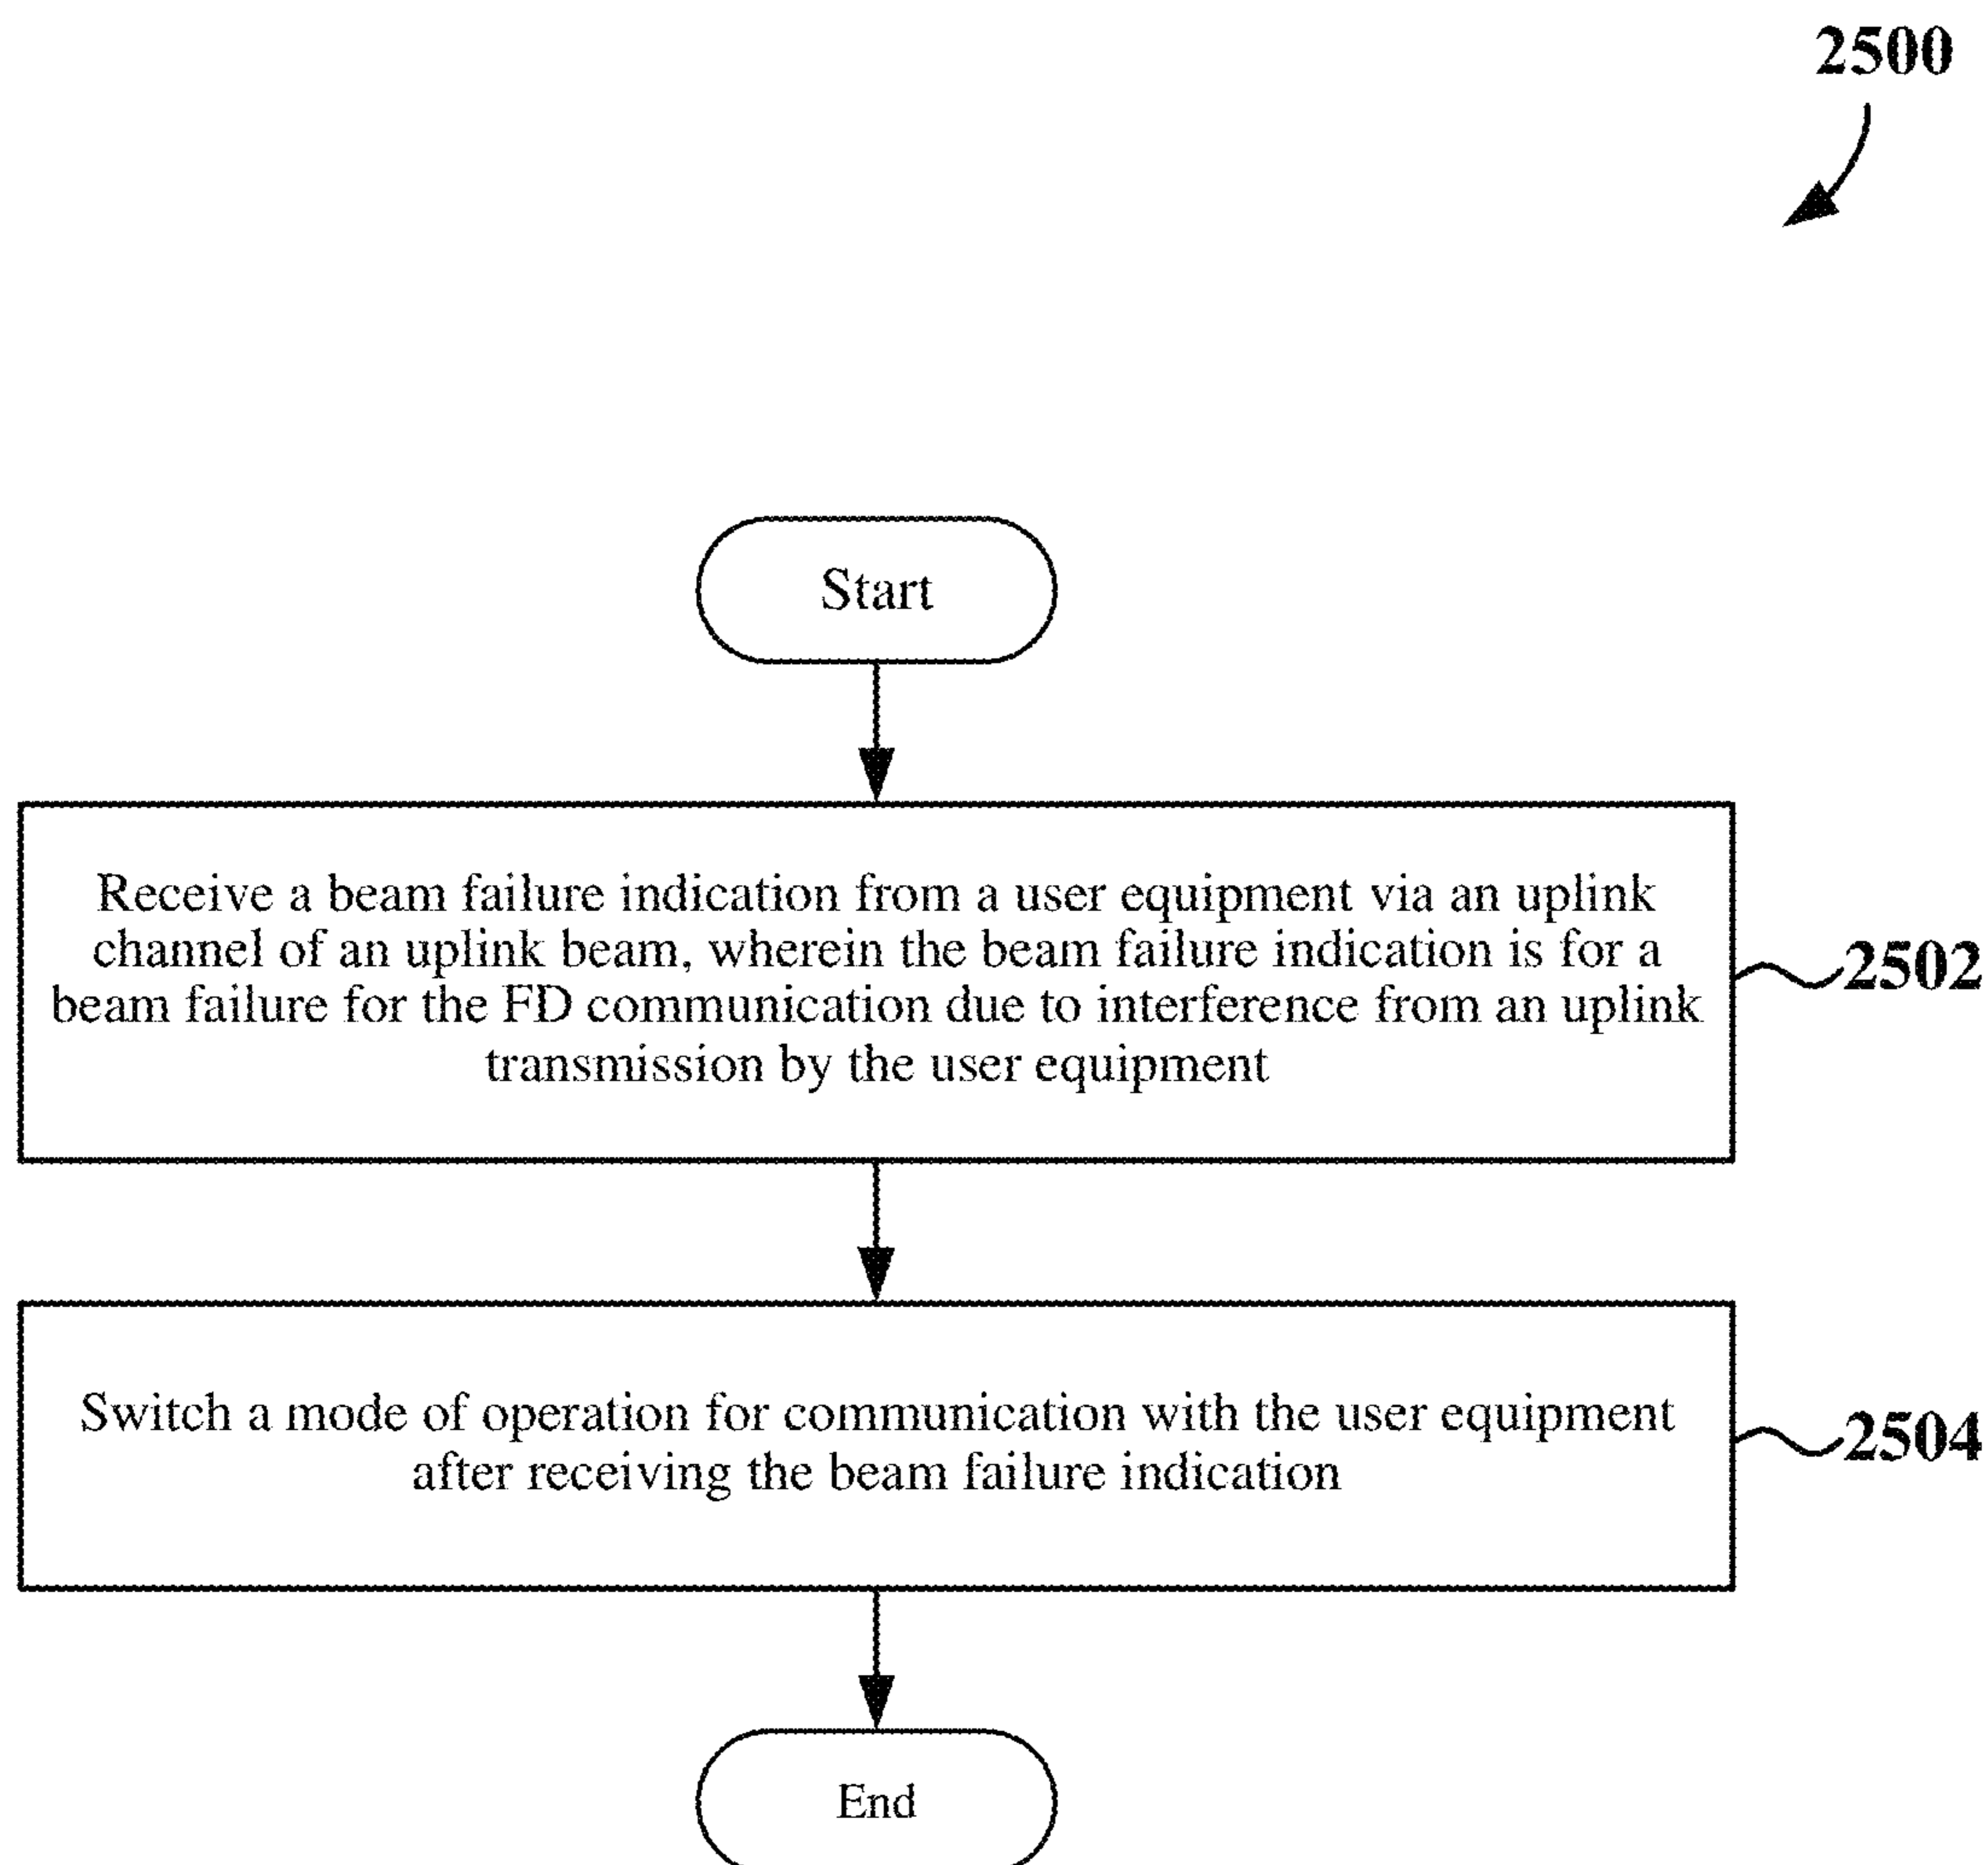 2500
Start
Receive a beam failure indication from a user equipment via an uplink
channel of an uplink beam, wherein the beam failure indication is for a
beam failure for the FD communication due to interference from an uplink
transmission by the user equipment
2502
Switch a mode of operation for communication with the user equipment
after receiving the beam failure indication
2504
End